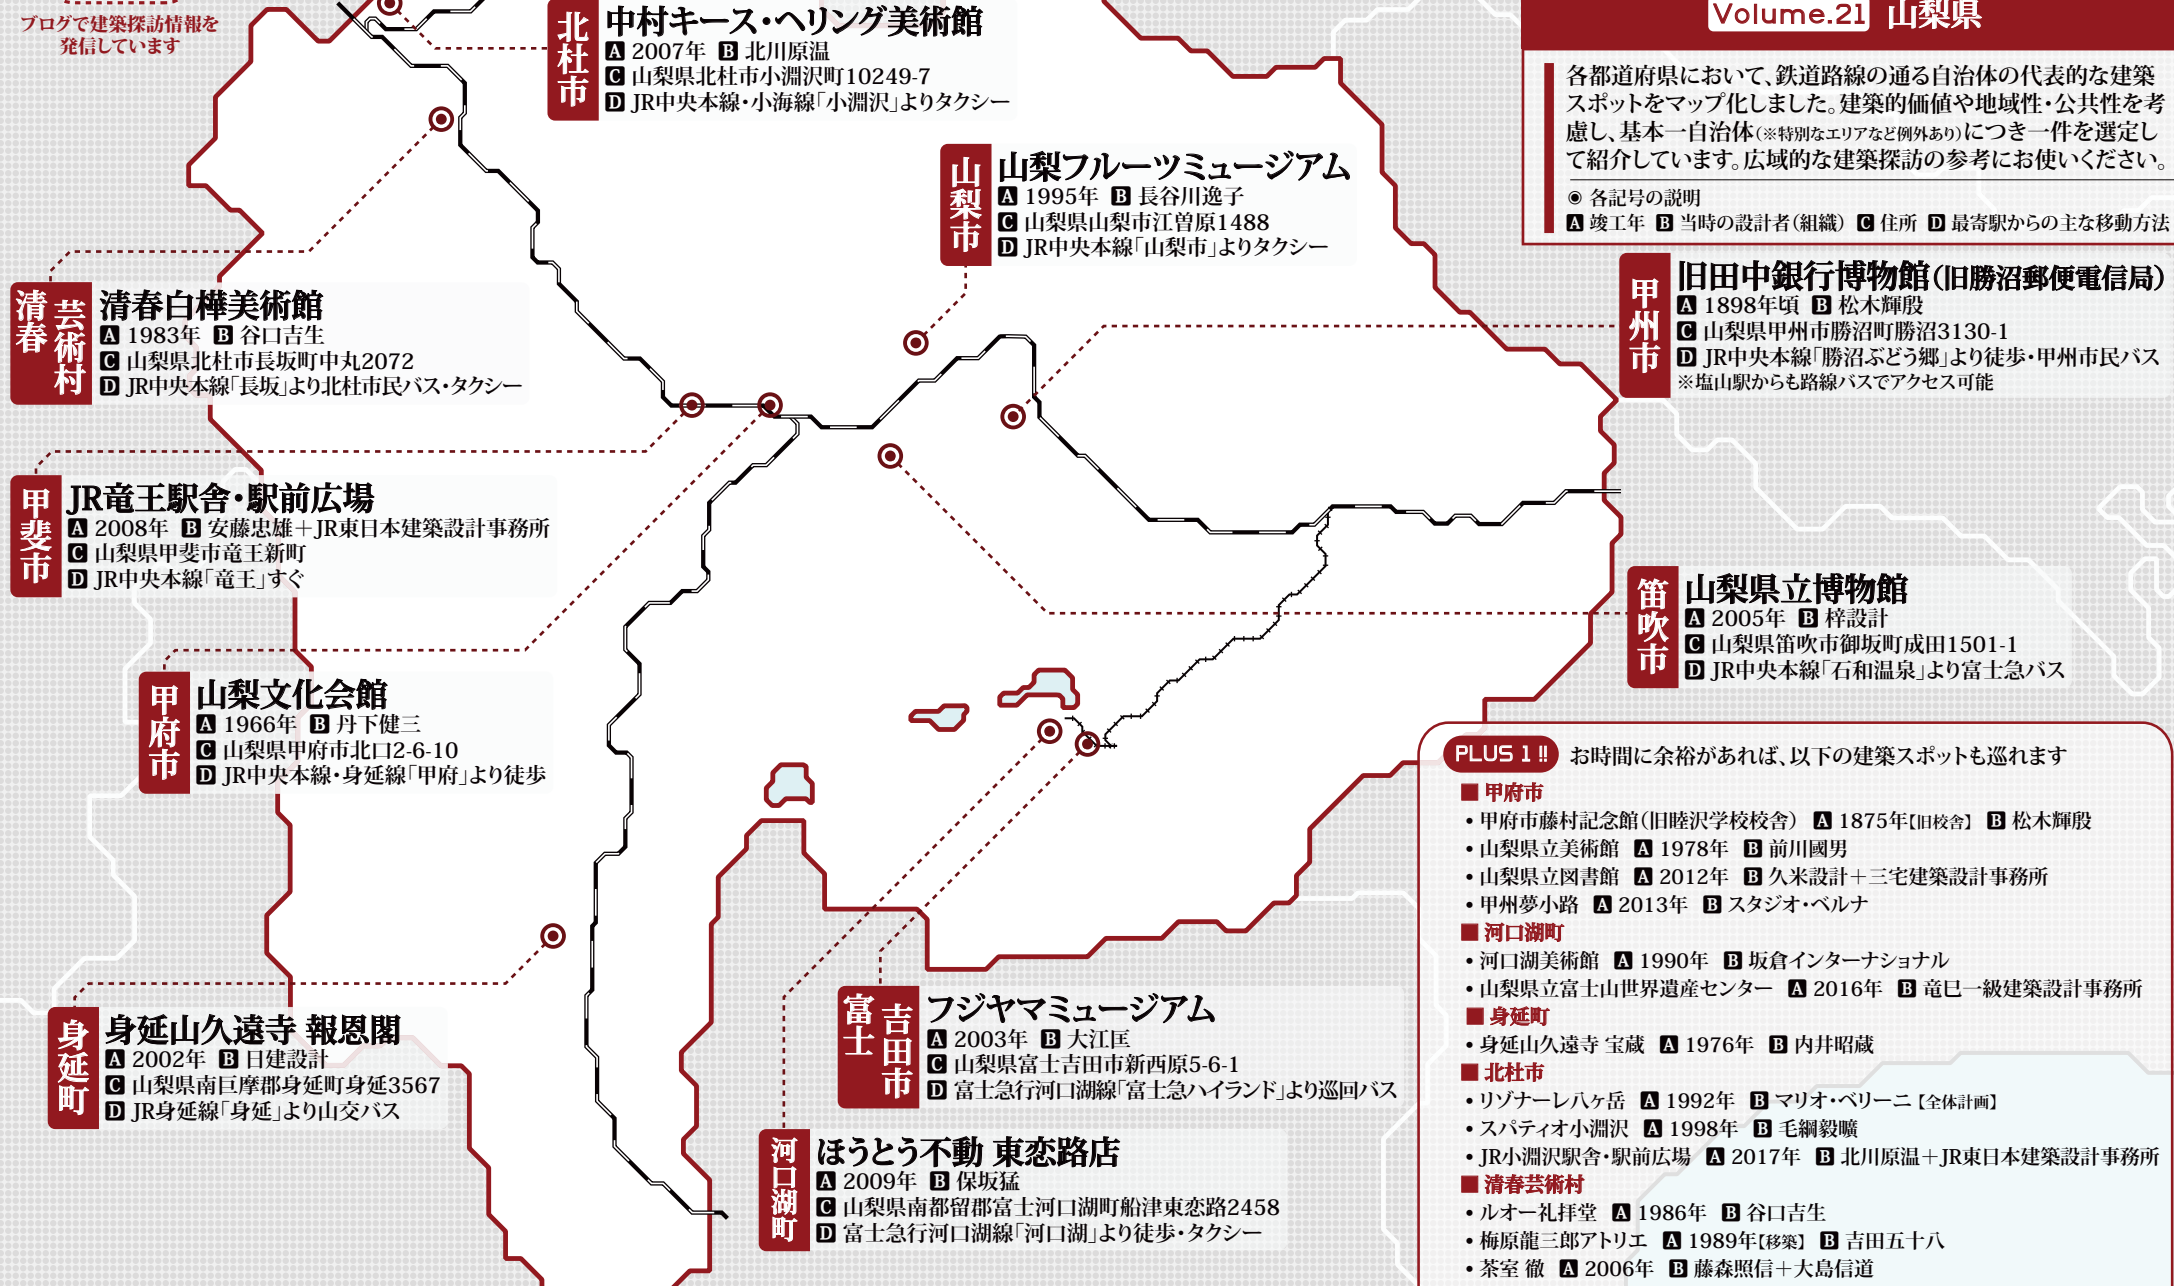 ブログで建築探訪情報を
発信しています
北杜市
中村キース・ヘリング美術館
A 2007年 B 北川原温
C 山梨県北杜市小淵沢町10249-7
D JR中央本線・小海線「小淵沢」よりタクシー
Volume.21 山梨県
各都道府県において、鉄道路線の通る自治体の代表的な建築
スポットをマップ化しました。建築的価値や地域性・公共性を考
慮し、基本一自治体(※特別なエリアなど例外あり)につき一件を選定し
て紹介しています。広域的な建築探訪の参考にお使いください。
◉ 各記号の説明
A 竣工年 B 当時の設計者(組織) C 住所 D 最寄駅からの主な移動方法
山梨市
山梨フルーツミュージアム
A 1995年 B 長谷川逸子
C 山梨県山梨市江曽原1488
D JR中央本線「山梨市」よりタクシー
甲州市
旧田中銀行博物館(旧勝沼郵便電信局)
A 1898年頃 B 松木輝殷
C 山梨県甲州市勝沼町勝沼3130-1
D JR中央本線「勝沼ぶどう郷」より徒歩・甲州市民バス
※塩山駅からも路線バスでアクセス可能
清春芸術村
清春白樺美術館
A 1983年 B 谷口吉生
C 山梨県北杜市長坂町中丸2072
D JR中央本線「長坂」より北杜市民バス・タクシー
甲斐市
JR竜王駅舎・駅前広場
A 2008年 B 安藤忠雄＋JR東日本建築設計事務所
C 山梨県甲斐市竜王新町
D JR中央本線「竜王」すぐ
笛吹市
山梨県立博物館
A 2005年 B 梓設計
C 山梨県笛吹市御坂町成田1501-1
D JR中央本線「石和温泉」より富士急バス
甲府市
山梨文化会館
A 1966年 B 丹下健三
C 山梨県甲府市北口2-6-10
D JR中央本線・身延線「甲府」より徒歩
身延町
身延山久遠寺 報恩閣
A 2002年 B 日建設計
C 山梨県南巨摩郡身延町身延3567
D JR身延線「身延」より山交バス
富士吉田市
フジヤマミュージアム
A 2003年 B 大江匡
C 山梨県富士吉田市新西原5-6-1
D 富士急行河口湖線「富士急ハイランド」より巡回バス
河口湖町
ほうとう不動 東恋路店
A 2009年 B 保坂猛
C 山梨県南都留郡富士河口湖町船津東恋路2458
D 富士急行河口湖線「河口湖」より徒歩・タクシー
PLUS 1 !! お時間に余裕があれば、以下の建築スポットも巡れます
■ 甲府市
• 甲府市藤村記念館(旧睦沢学校校舎) A 1875年【旧校舎】 B 松木輝殷
• 山梨県立美術館 A 1978年 B 前川國男
• 山梨県立図書館 A 2012年 B 久米設計＋三宅建築設計事務所
• 甲州夢小路 A 2013年 B スタジオ・ベルナ
■ 河口湖町
• 河口湖美術館 A 1990年 B 坂倉インターナショナル
• 山梨県立富士山世界遺産センター A 2016年 B 竜巳一級建築設計事務所
■ 身延町
• 身延山久遠寺 宝蔵 A 1976年 B 内井昭蔵
■ 北杜市
• リゾナーレ八ヶ岳 A 1992年 B マリオ・ベリーニ【全体計画】
• スパティオ小淵沢 A 1998年 B 毛綱毅曠
• JR小淵沢駅舎・駅前広場 A 2017年 B 北川原温＋JR東日本建築設計事務所
■ 清春芸術村
• ルオー礼拝堂 A 1986年 B 谷口吉生
• 梅原龍三郎アトリエ A 1989年【移築】 B 吉田五十八
• 茶室 徹 A 2006年 B 藤森照信＋大島信道